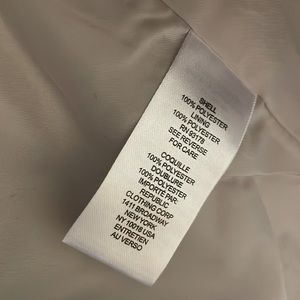 SHELL
100% POLYESTER
LINING
100% POLYESTER
RN 93178
SEE REVERSE
FOR CARE
COQUILLE
100% POLYESTER
DOUBLURE
100% POLYESTER
IMPORTE PAR:
REPUBLIC
CLOTHING CORP
1411 BROADWAY
NEW YORK
NY 10018 USA
ENTRETIEN
AU VERSO